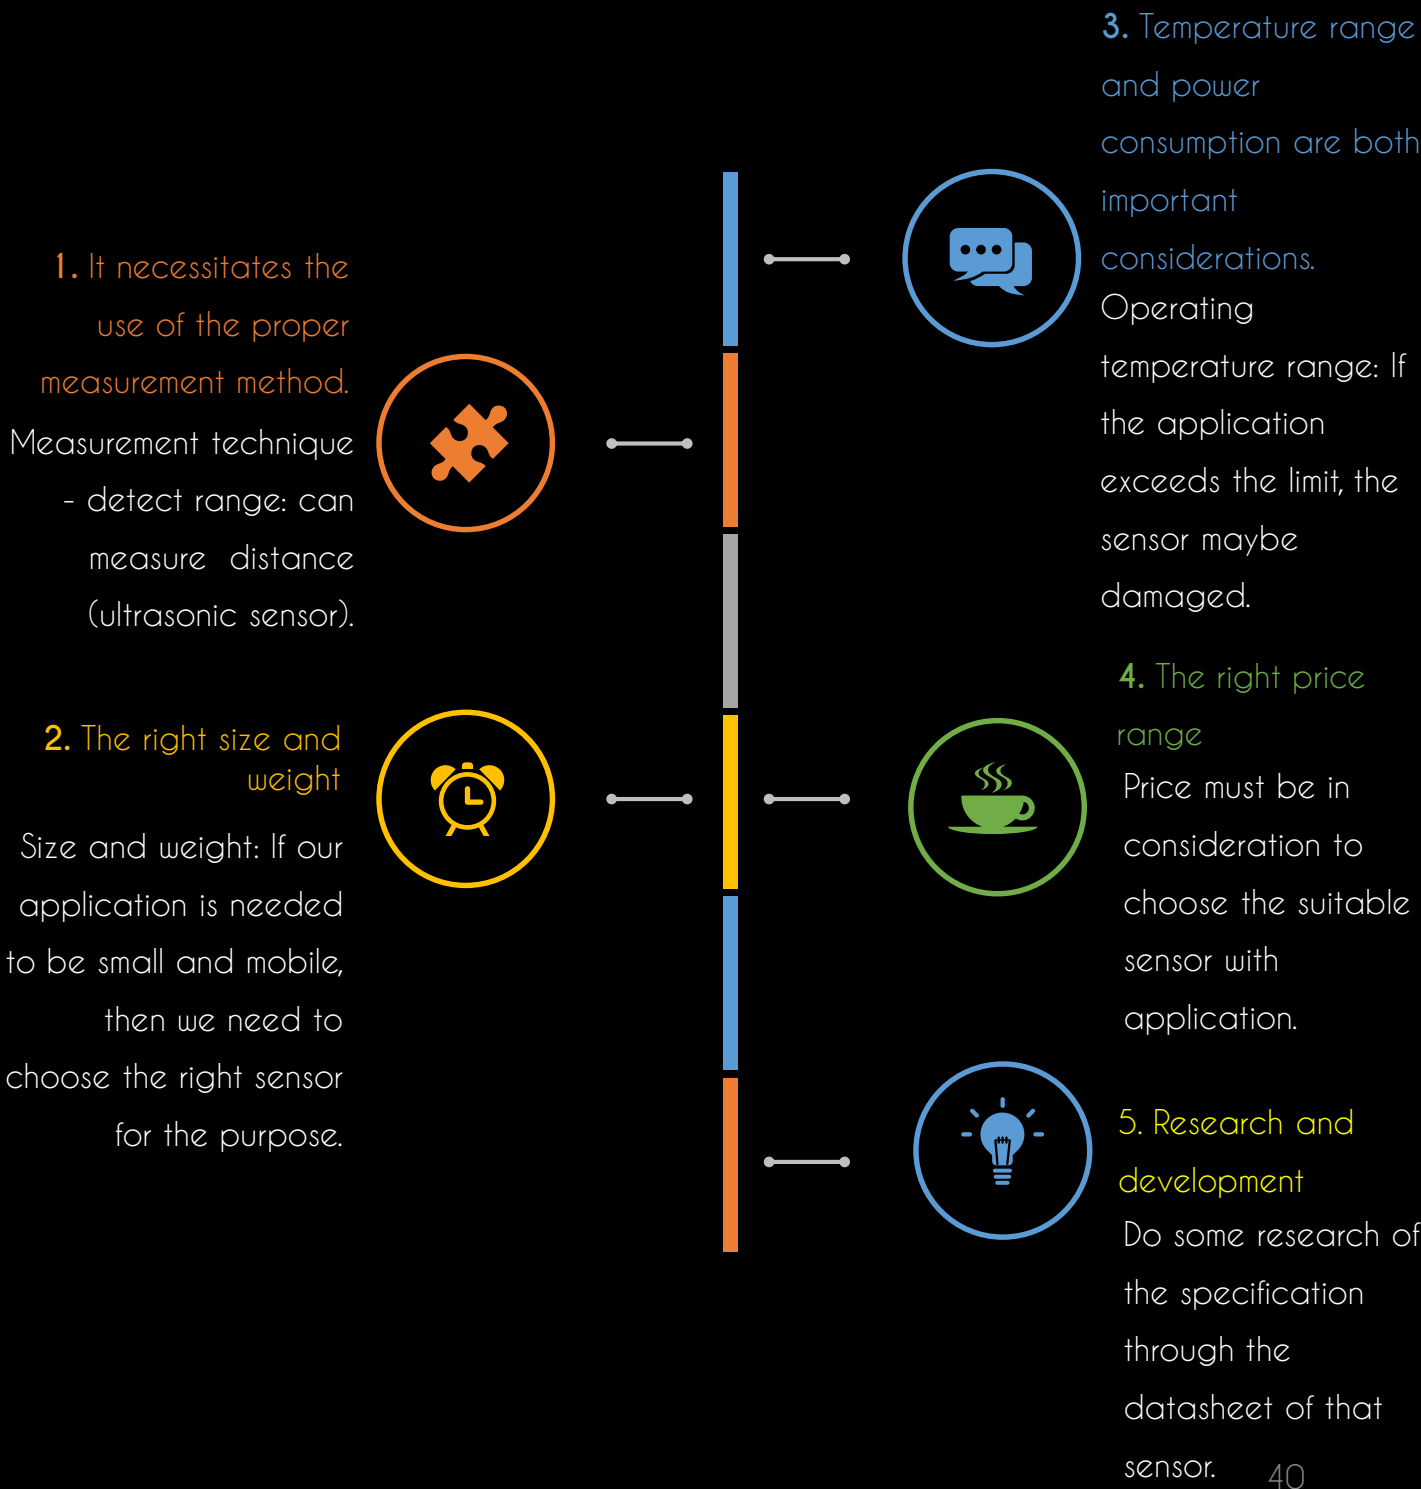 1. It necessitates the
use of the proper
measurement method.
Measurement technique
- detect range: can
measure distance
(ultrasonic sensor).
2. The right size and
weight
Size and weight: If our
application is needed
to be small and mobile,
then we need to
choose the right sensor
for the purpose.
3. Temperature range
and power
consumption are both
important
considerations.
Operating
temperature range: If
the application
exceeds the limit, the
sensor maybe
damaged.
4. The right price
range
Price must be in
consideration to
choose the suitable
sensor with
application.
5. Research and
development
Do some research of
the specification
through the
datasheet of that
sensor.
40